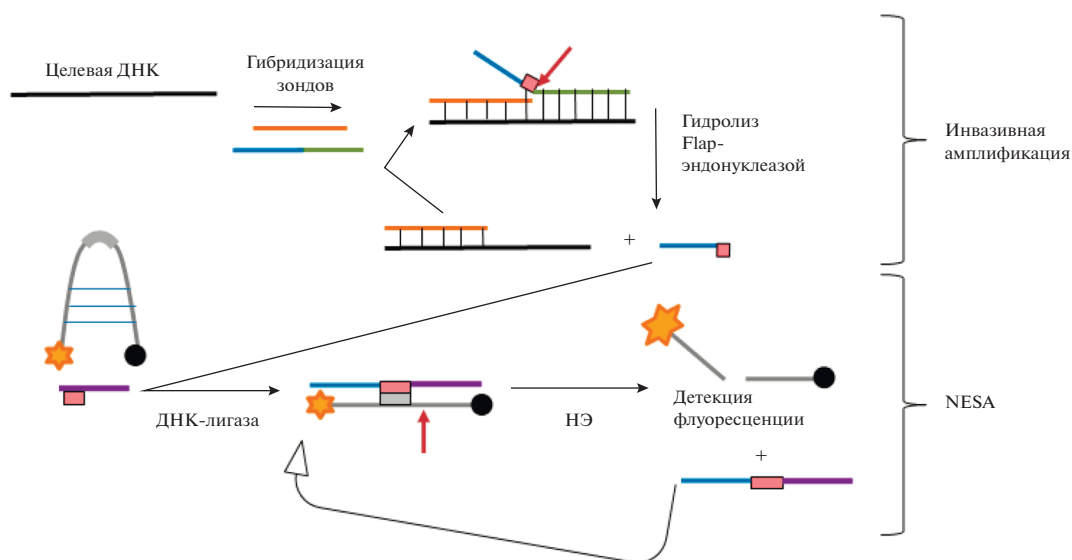 Целевая ДНК
Гибридизация
зондов
Гидролиз
Flap-
эндонуклеазой
Инвазивная
амплификация
+
ДНК-лигаза
НЭ
Детекция
флуоресценции
+
NESA